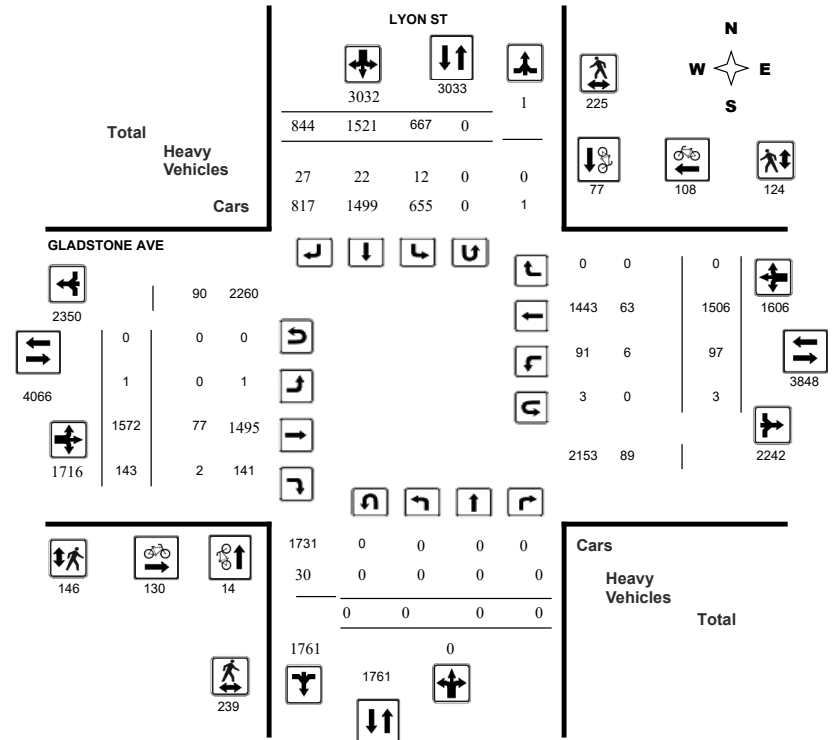 LYON ST
N
W E
S
3032
3033
1
225
Total
844 1521 667 0
Heavy
Vehicles
27 22 12 0 0
Cars
817 1499 655 0 1
77
108
124
GLADSTONE AVE
2350
90 2260
0 0 0
1 0 1
4066
1572 77 1495
1716
143 2 141
0 0 0
1443 63 1506
1606
91 6 97
3848
3 0 3
2153 89
2242
1731 0 0 0 0
30 0 0 0 0
0 0 0 0
1761
1761
0
146
130
14
239
Cars
Heavy
Vehicles
Total